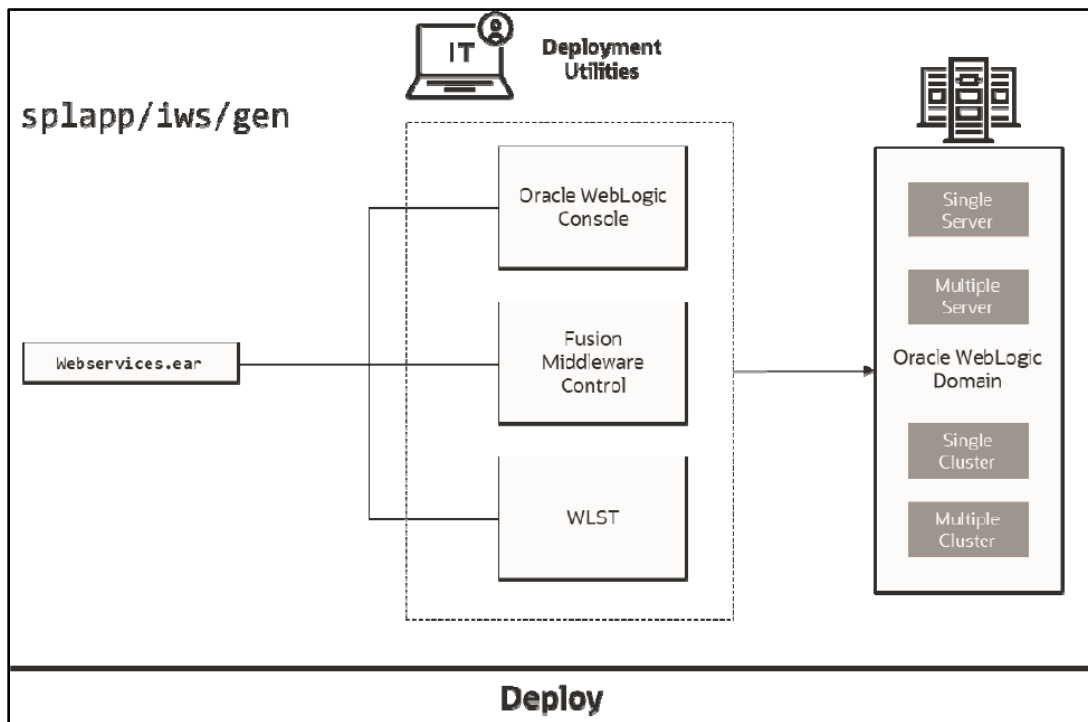 IT
Deployment
Utilities
splapp/iws/gen
Oracle WebLogic
Console
Webservices.ear
Fusion
Middleware
Control
WLST
Single
Server
Multiple
Server
Oracle WebLogic
Domain
Single
Cluster
Multiple
Cluster
Deploy